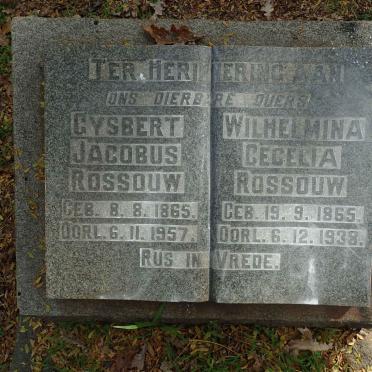 TER HERINNERING AAN
ONS DIERBARE OUERS
GYSBERT
JACOBUS
ROSSOUW
GEB. 8. 8. 1865.
OORL. 6. 11. 1957.
WILHELMINA
CECELIA
ROSSOUW
GEB. 19. 9. 1865.
OORL. 6. 12. 1938.
RUS IN VREDE.